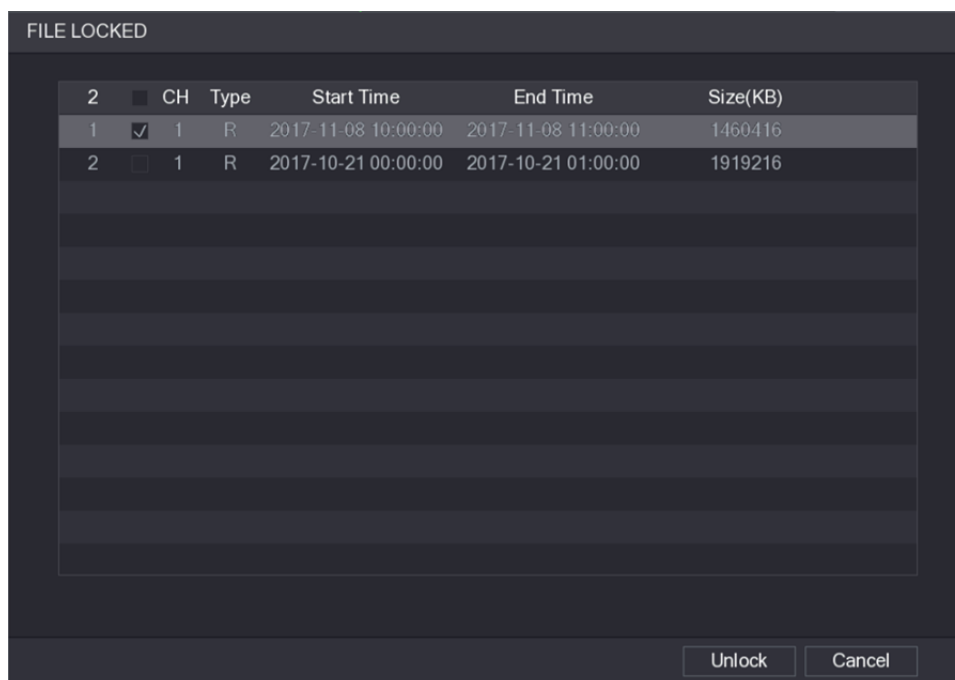 FILE LOCKED
2 CH Type Start Time End Time Size(KB)
1 1 R 2017-11-08 10:00:00 2017-11-08 11:00:00 1460416
2 1 R 2017-10-21 00:00:00 2017-10-21 01:00:00 1919216
Unlock Cancel